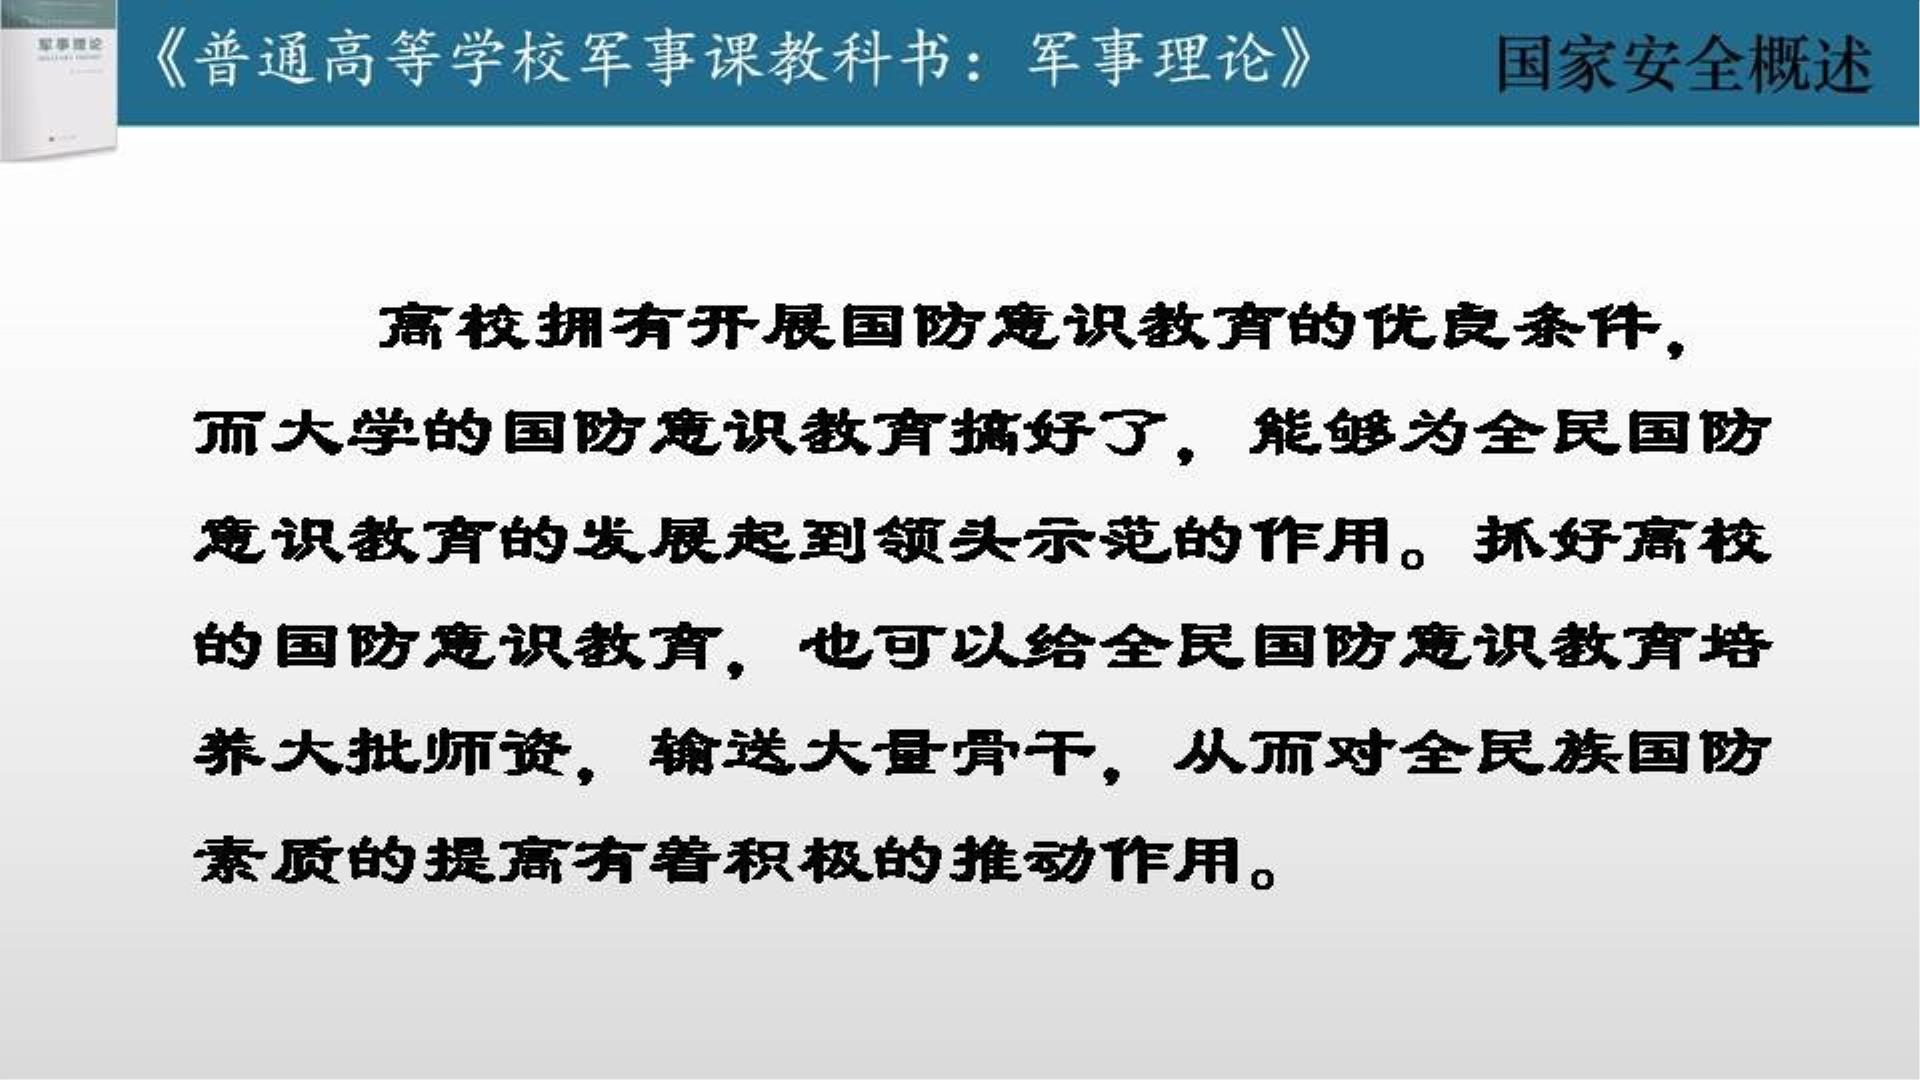 军事理论
《普通高等学校军事课教科书：军事理论》
国家安全概述
高校拥有开展国防意识教育的优良条件，
而大学的国防意识教育搞好了，能够为全民国防
意识教育的发展起到领头示范的作用。抓好高校
的国防意识教育，也可以给全民国防意识教育培
养大批师资，输送大量骨干，从而对全民族国防
素质的提高有着积极的推动作用。